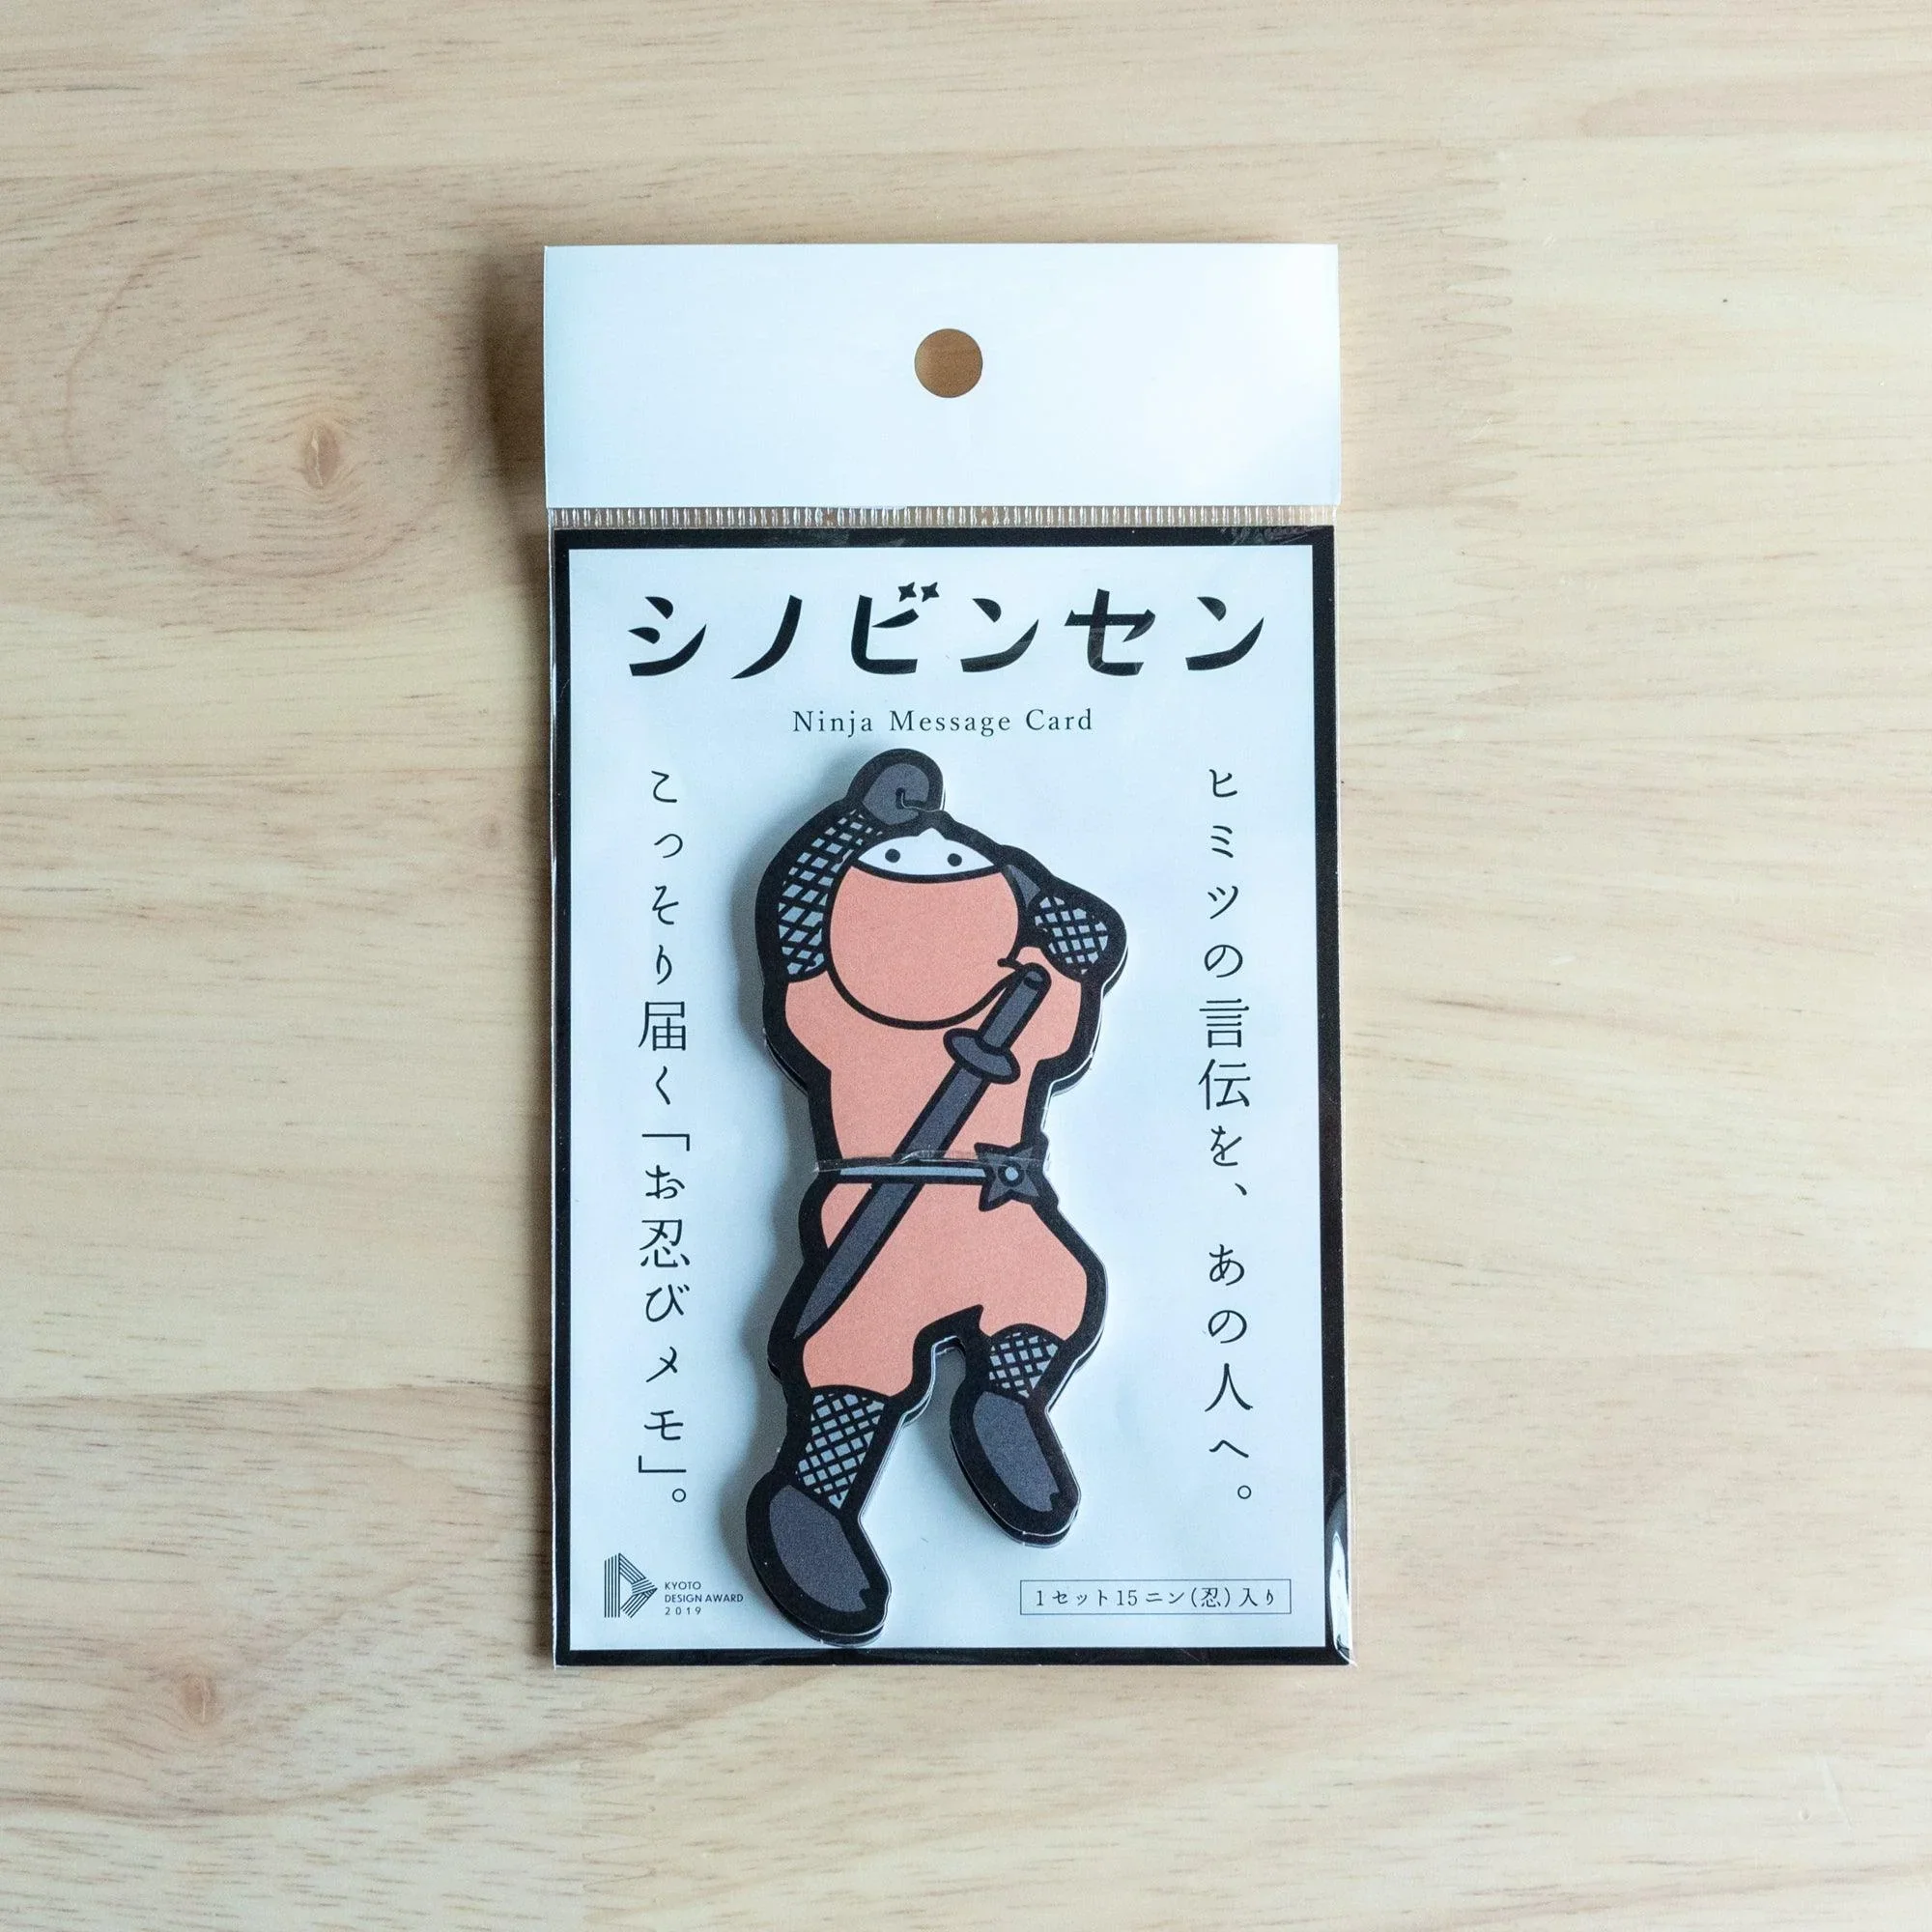 シノビンセン
Ninja Message Card
ヒミツの言伝を、あの人へ。
こっそり届く「お忍びメモ」。
KYOTO
DESIGN AWARD
2019
1セット15ニン(忍)入り